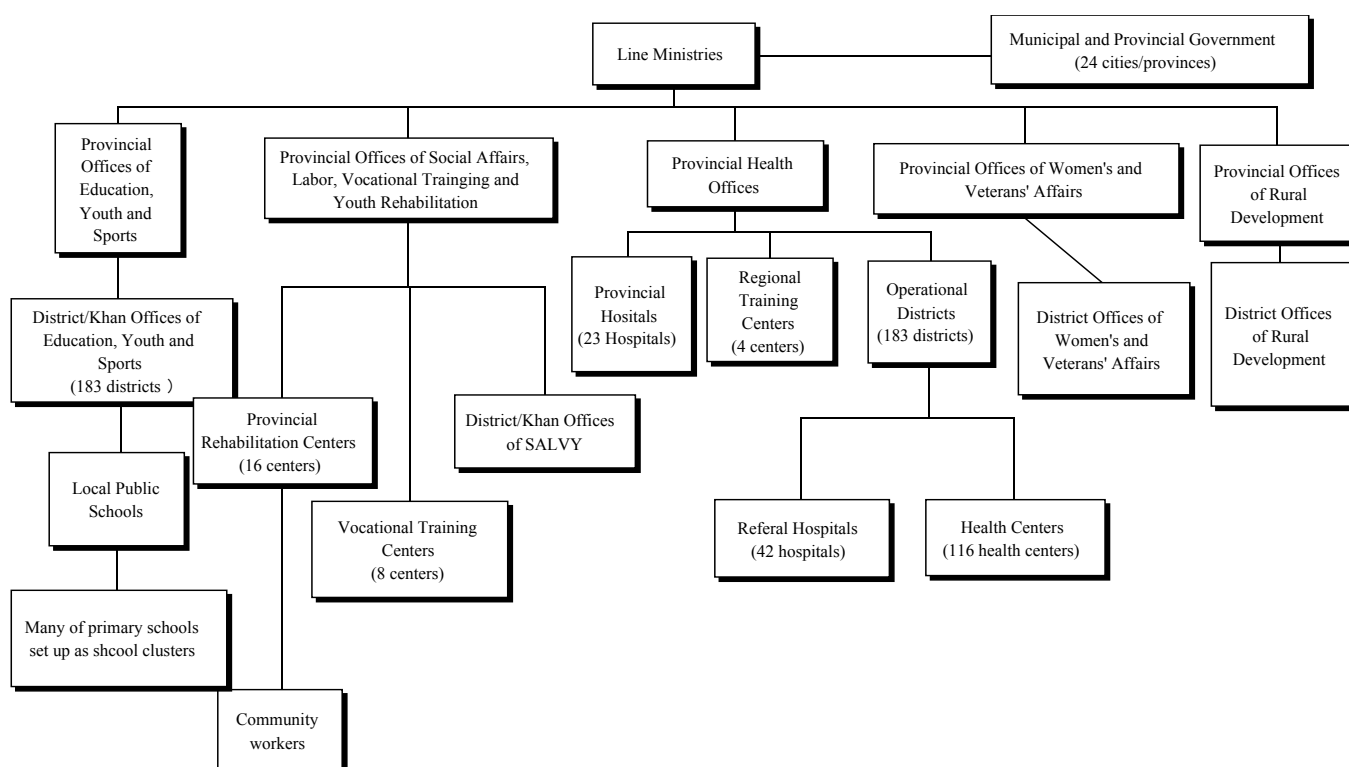 Line Ministries
Municipal and Provincial Government
(24 cities/provinces)
Provincial
Offices of
Education,
Youth and
Sports
Provincial Offices of Social Affairs,
Labor, Vocational Trainging and
Youth Rehabilitation
Provincial Health
Offices
Provincial Offices of Women's and
Veterans' Affairs
Provincial Offices
of Rural
Development
District/Khan Offices of
Education, Youth and
Sports
(183 districts )
Provincial
Hositals
(23 Hospitals)
Regional
Training
Centers
(4 centers)
Operational
Districts
(183 districts)
District Offices of
Women's and
Veterans' Affairs
District Offices
of Rural
Development
Provincial
Rehabilitation Centers
(16 centers)
District/Khan Offices
of SALVY
Local Public
Schools
Vocational Training
Centers
(8 centers)
Referal Hospitals
(42 hospitals)
Health Centers
(116 health centers)
Many of primary schools
set up as shcool clusters
Community
workers